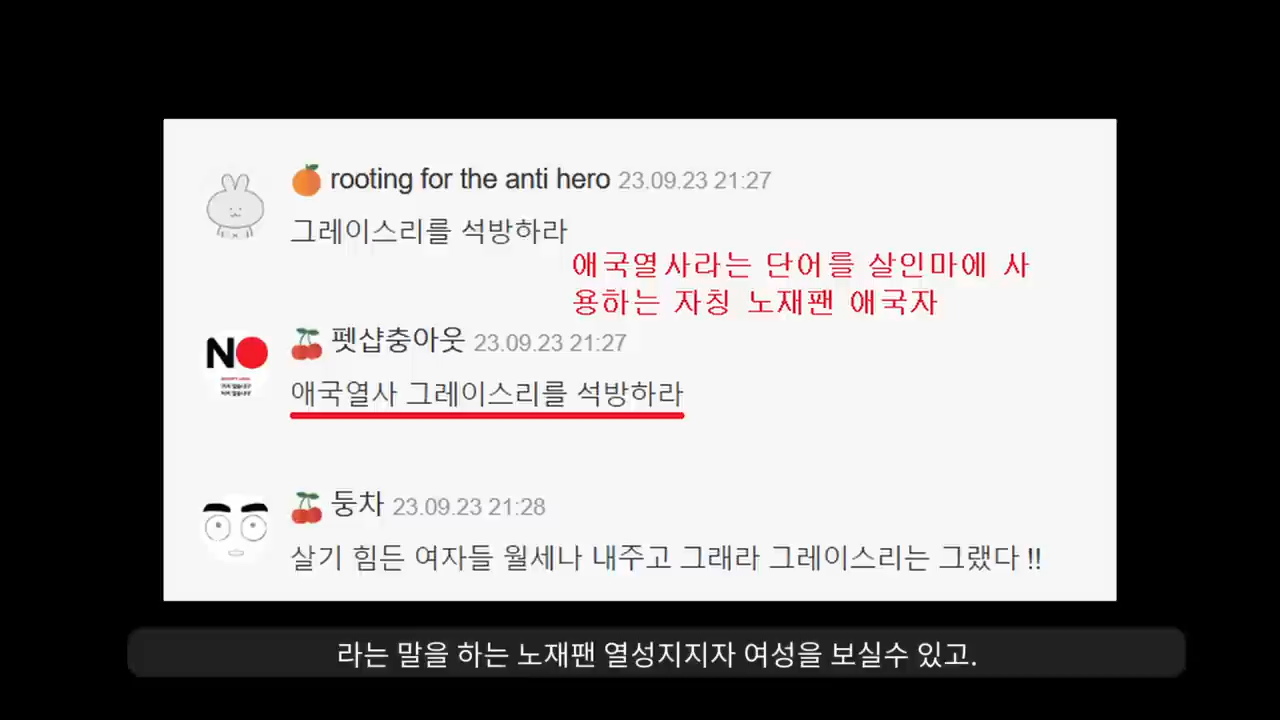 rooting for the anti hero 23.09.23 21:27
그레이스리를 석방하라
애국열사라는 단어를 살인마에 사
용하는 자칭 노재팬 애국자
NO
펫샵충아웃 23.09.23 21:27
애국열사 그레이스리를 석방하라
둥차 23.09.23 21:28
살기 힘든 여자들 월세나 내주고 그래라 그레이스리는 그랬다 !!
라는 말을 하는 노재팬 열성지지자 여성을 보실수 있고.